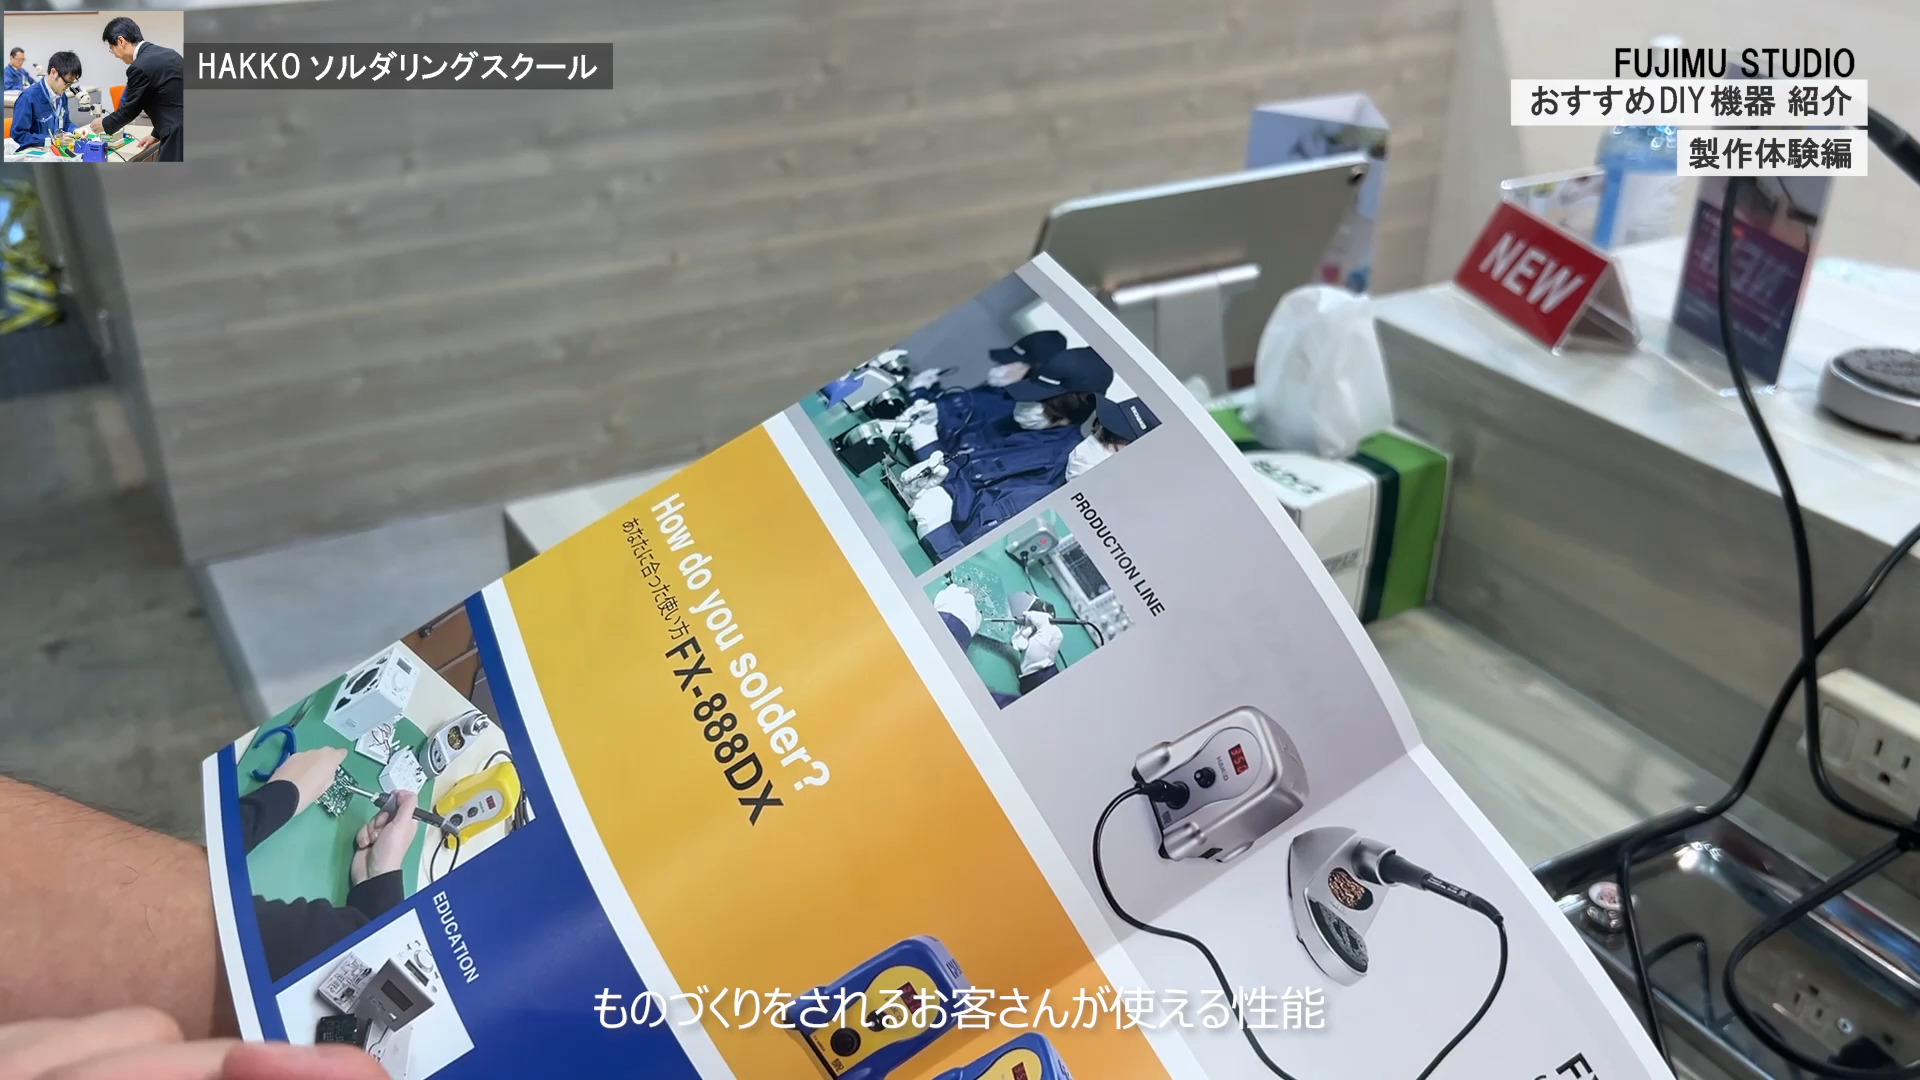 HAKKO ソルダリングスクール
FUJIMU STUDIO
おすすめDIY機器 紹介
製作体験編
NEW
PRODUCTION LINE
How do you solder?
あなたに合った使い方 FX-888DX
EDUCATION
ものづくりをされるお客さんが使える性能